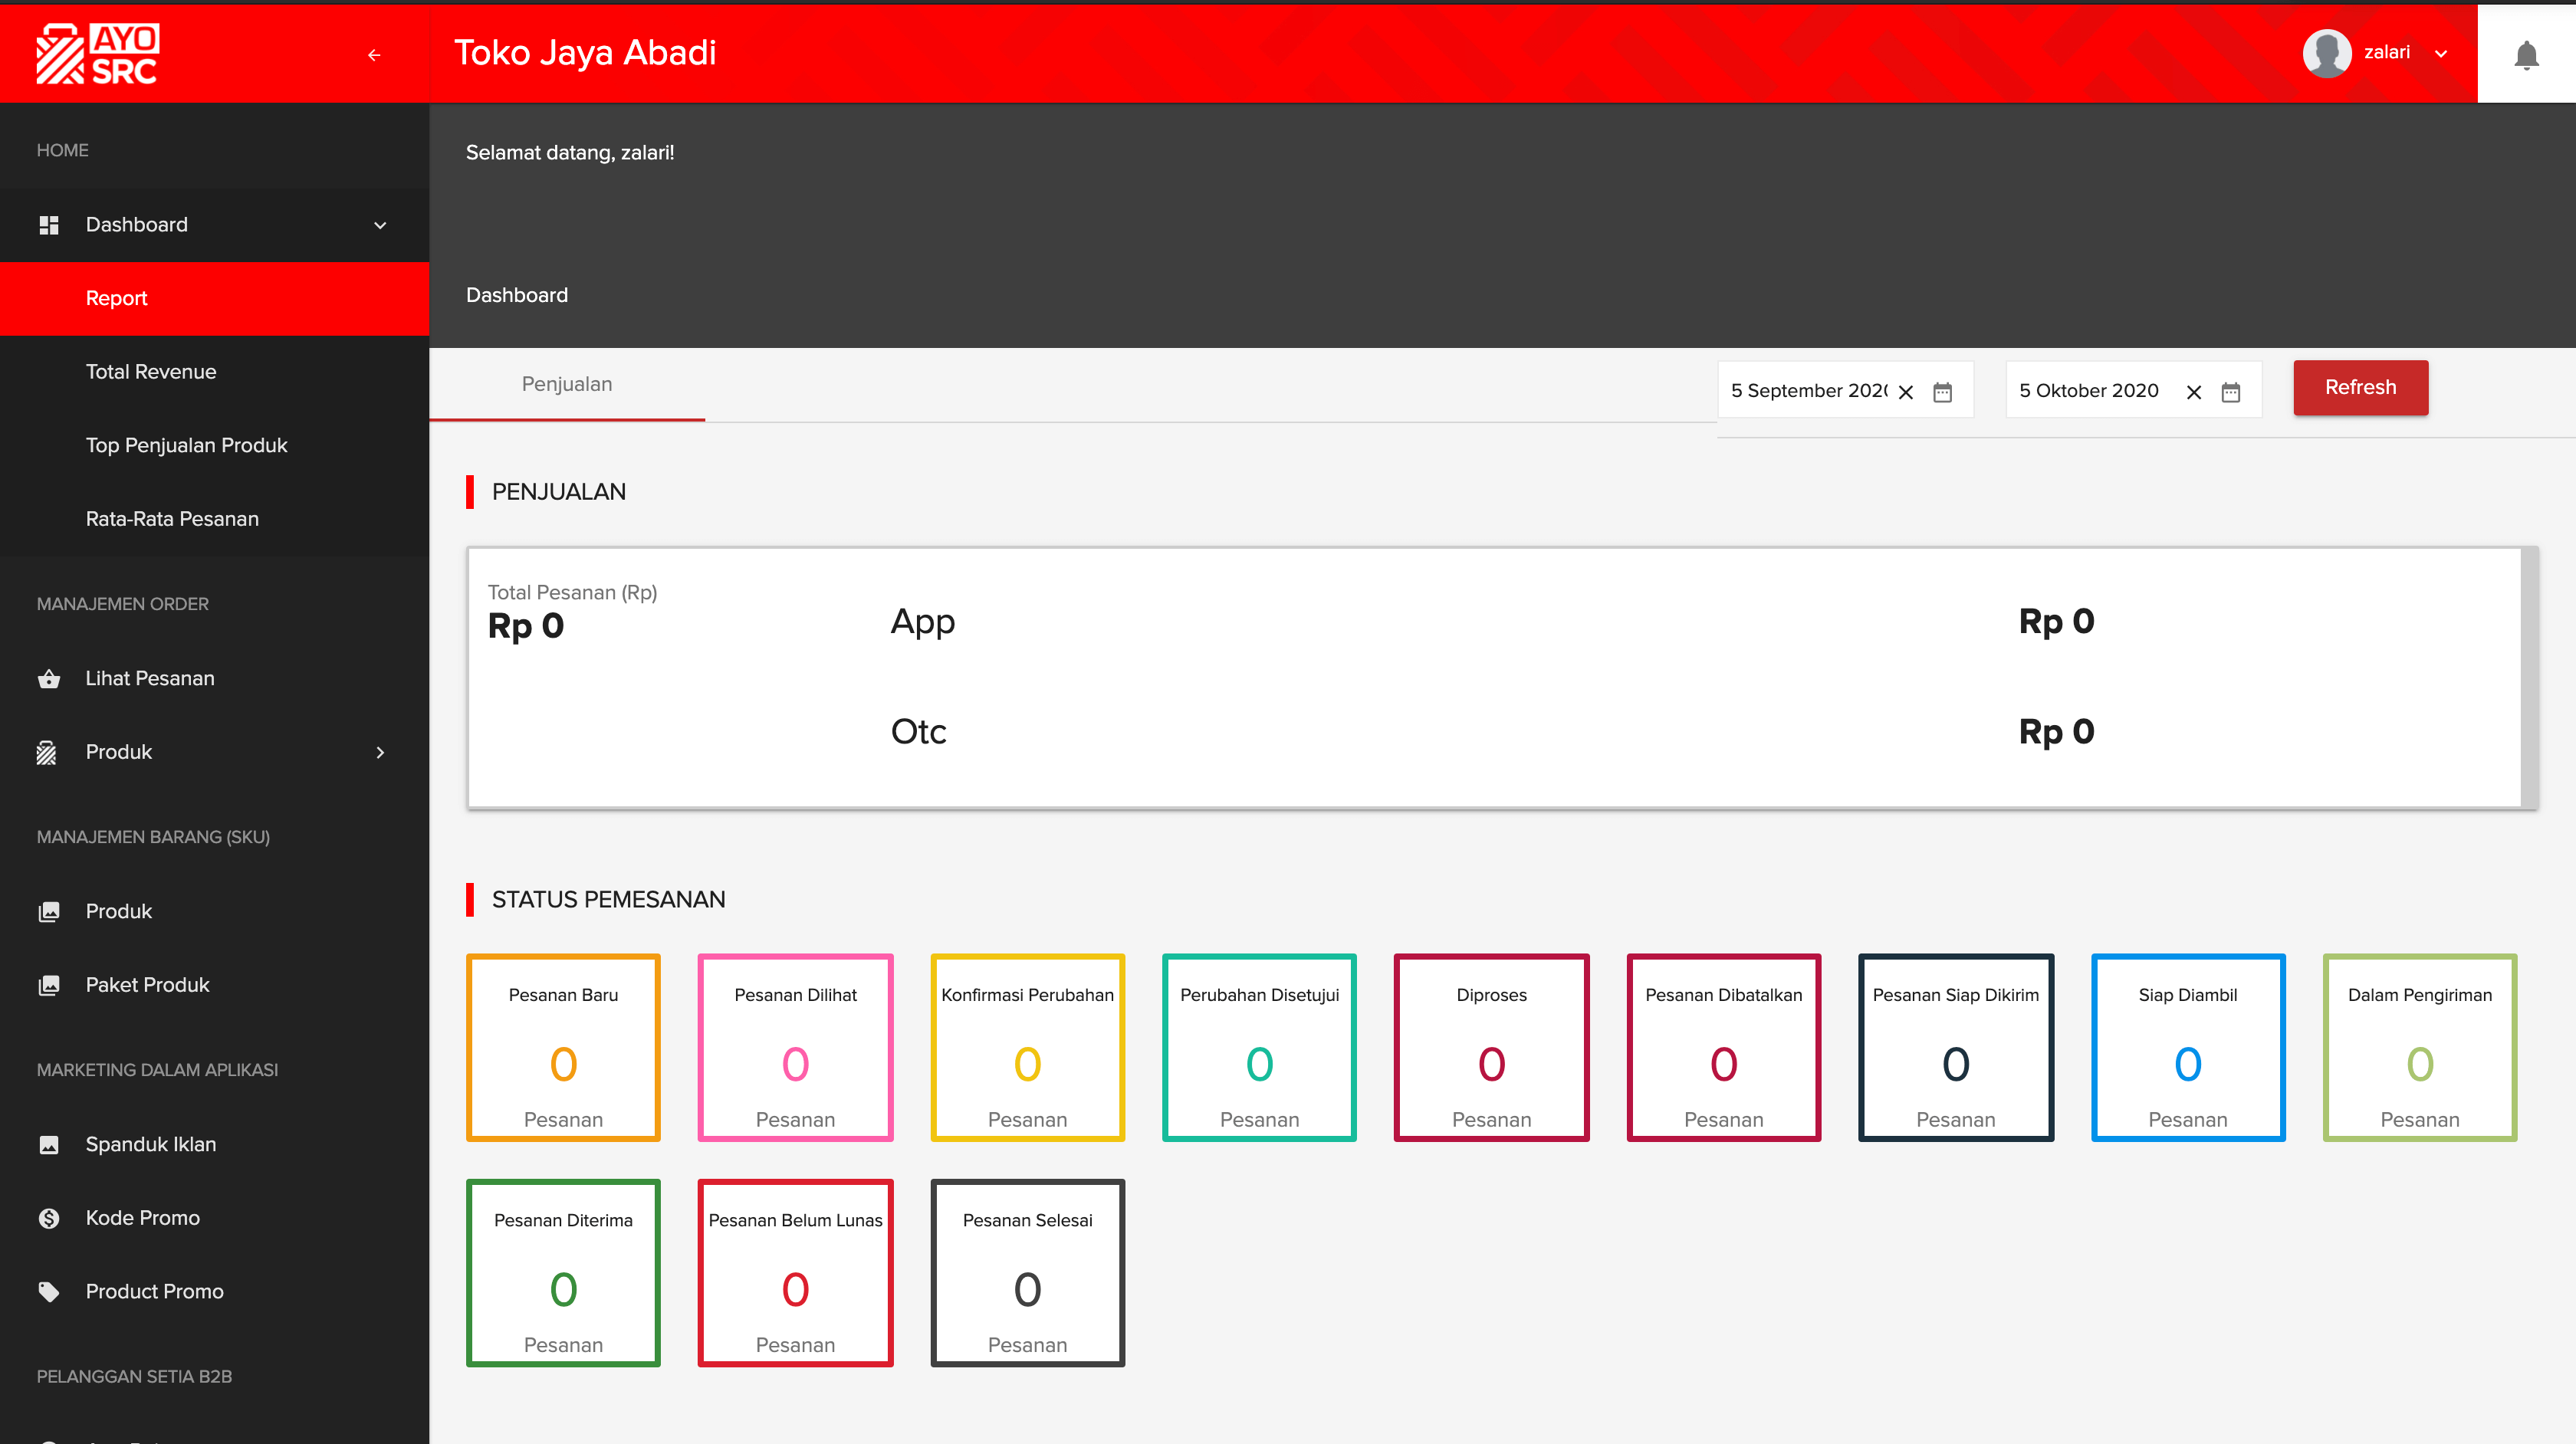 AYO
SRC
Toko Jaya Abadi
zalari
HOME
Dashboard
Report
Total Revenue
Top Penjualan Produk
Rata-Rata Pesanan
MANAJEMEN ORDER
Lihat Pesanan
Produk
MANAJEMEN BARANG (SKU)
Produk
Paket Produk
MARKETING DALAM APLIKASI
Spanduk Iklan
Kode Promo
Product Promo
PELANGGAN SETIA B2B
Selamat datang, zalari!
Dashboard
Penjualan
5 September 202
5 Oktober 2020
Refresh
PENJUALAN
Total Pesanan (Rp)
Rp 0
App Rp 0
Otc Rp 0
STATUS PEMESANAN
Pesanan Baru
0
Pesanan
Pesanan Dilihat
0
Pesanan
Konfirmasi Perubahan
0
Pesanan
Perubahan Disetujui
0
Pesanan
Diproses
0
Pesanan
Pesanan Dibatalkan
0
Pesanan
Pesanan Siap Dikirim
0
Pesanan
Siap Diambil
0
Pesanan
Dalam Pengiriman
0
Pesanan
Pesanan Diterima
0
Pesanan
Pesanan Belum Lunas
0
Pesanan
Pesanan Selesai
0
Pesanan